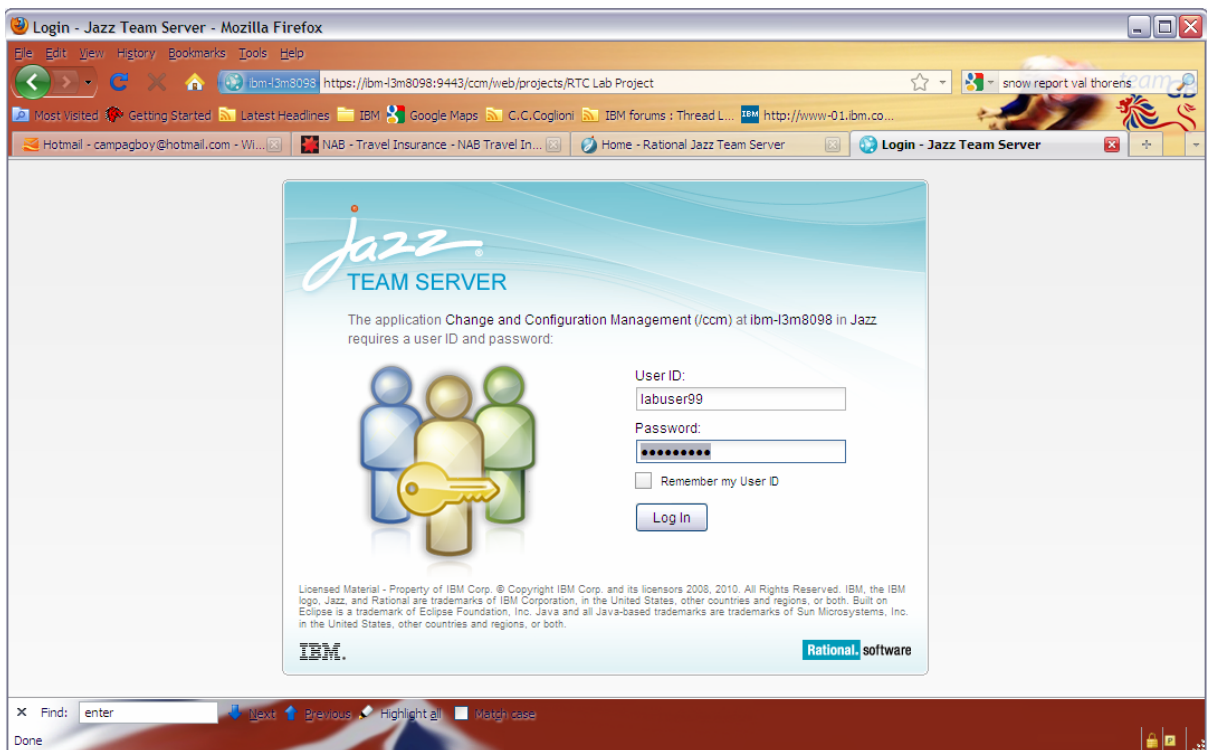 Login - Jazz Team Server - Mozilla Firefox
File Edit View History Bookmarks Tools Help
ibm-l3m8098 https://ibm-l3m8098:9443/ccm/web/projects/RTC Lab Project snow report val thorens team
Most Visited Getting Started Latest Headlines IBM Google Maps C.C.Coglioni IBM forums : Thread L... IBM http://www-01.ibm.co...
Hotmail - campagboy@hotmail.com - Wi... NAB - Travel Insurance - NAB Travel In... Home - Rational Jazz Team Server Login - Jazz Team Server
jazz
TEAM SERVER
The application Change and Configuration Management (/ccm) at ibm-l3m8098 in Jazz
requires a user ID and password:
User ID:
labuser99
Password:
•••••••••
Remember my User ID
Log In
Licensed Material - Property of IBM Corp. © Copyright IBM Corp. and its licensors 2008, 2010. All Rights Reserved. IBM, the IBM
logo, Jazz, and Rational are trademarks of IBM Corporation, in the United States, other countries and regions, or both. Built on
Eclipse is a trademark of Eclipse Foundation, Inc. Java and all Java-based trademarks are trademarks of Sun Microsystems, Inc.
in the United States, other countries and regions, or both.
IBM. Rational. software
Find: enter Next Previous Highlight all Match case
Done